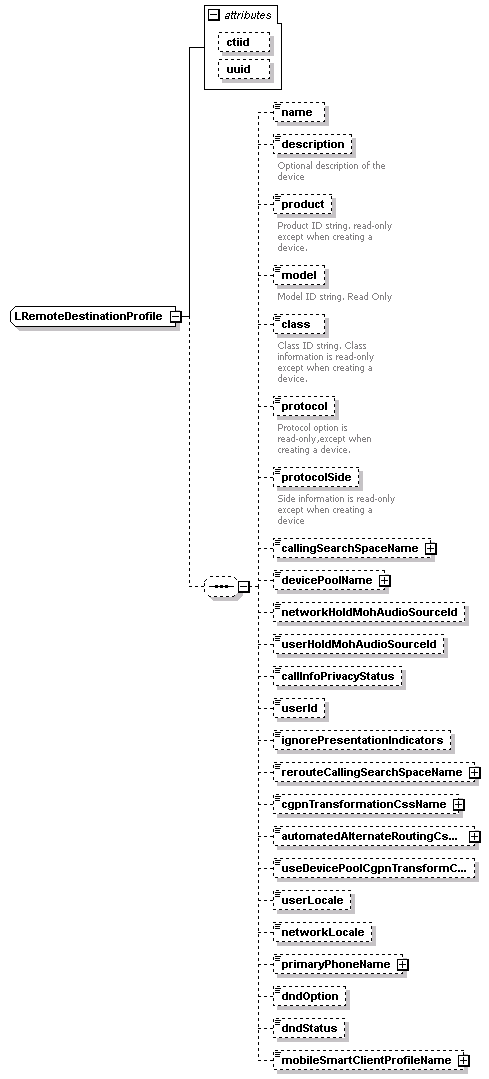 attributes
ctiid
uuid
name
description
Optional description of the
device
product
Product ID string. read-only
except when creating a
device.
model
Model ID string. Read Only
LRemoteDestinationProfile
class
Class ID string. Class
information is read-only
except when creating a
device.
protocol
Protocol option is
read-only,except when
creating a device.
protocolSide
Side information is read-only
except when creating a
device
callingSearchSpaceName
devicePoolName
networkHoldMohAudioSourceId
userHoldMohAudioSourceId
callInfoPrivacyStatus
userId
ignorePresentationIndicators
rerouteCallingSearchSpaceName
cgpnTransformationCssName
automatedAlternateRoutingCs...
useDevicePoolCgpnTransformC...
userLocale
networkLocale
primaryPhoneName
dndOption
dndStatus
mobileSmartClientProfileName